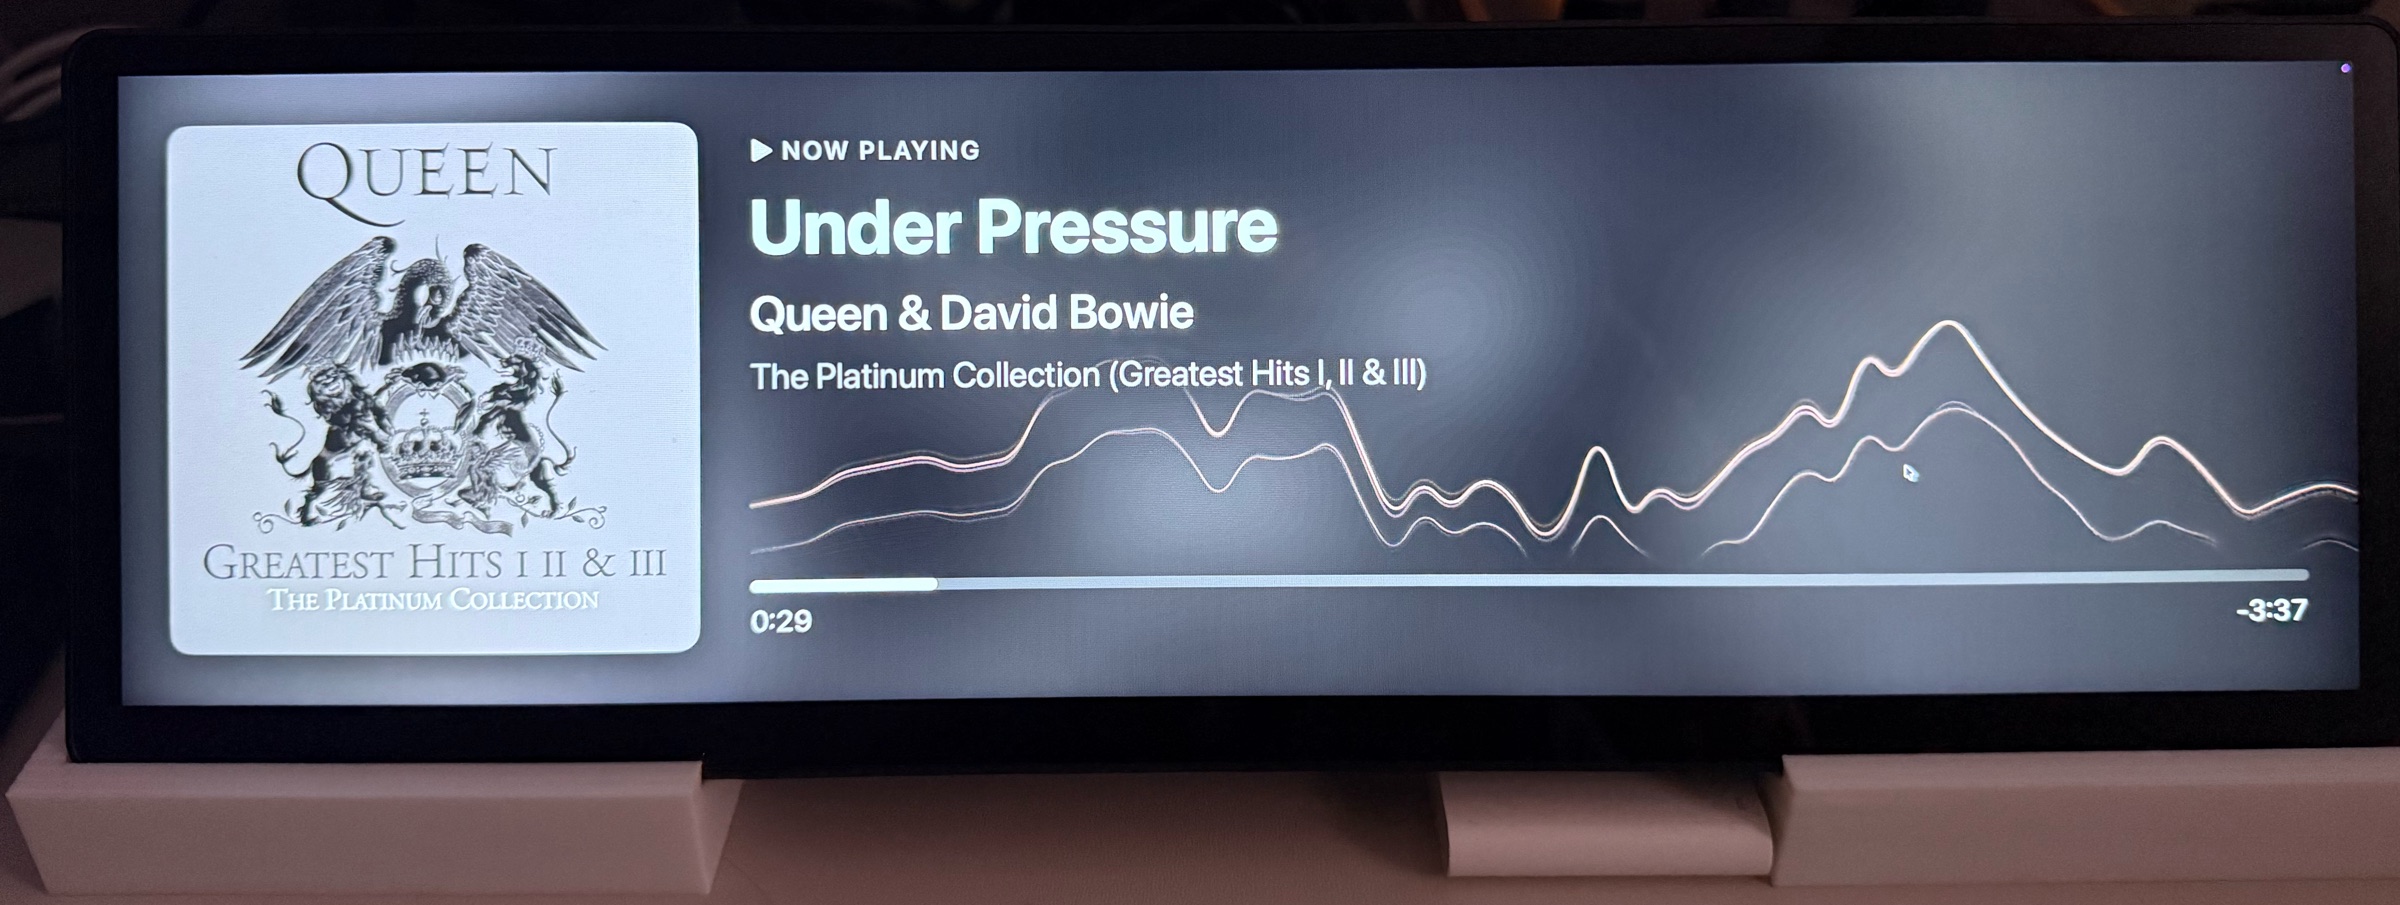 QUEEN
GREATEST HITS I II & III
THE PLATINUM COLLECTION
NOW PLAYING
Under Pressure
Queen & David Bowie
The Platinum Collection (Greatest Hits I, II & III)
0:29
-3:37